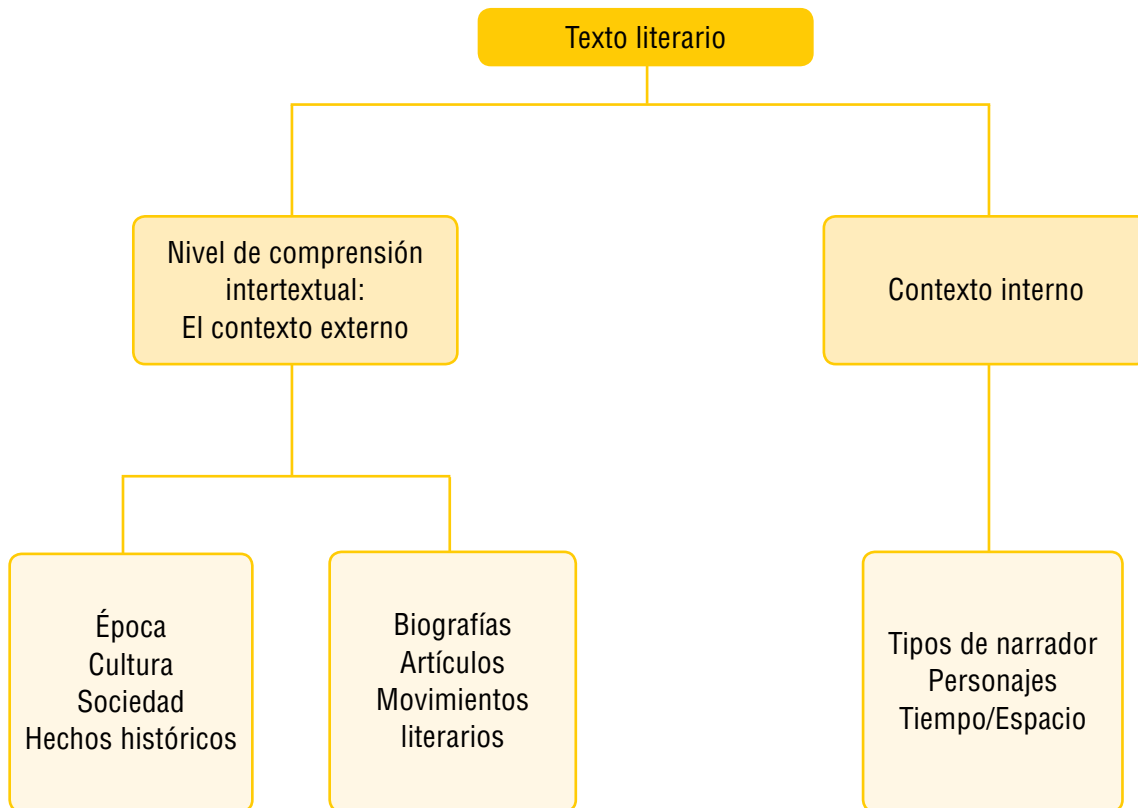 Texto literario
Nivel de comprensión
intertextual:
El contexto externo
Contexto interno
Época
Cultura
Sociedad
Hechos históricos
Biografías
Artículos
Movimientos
literarios
Tipos de narrador
Personajes
Tiempo/Espacio